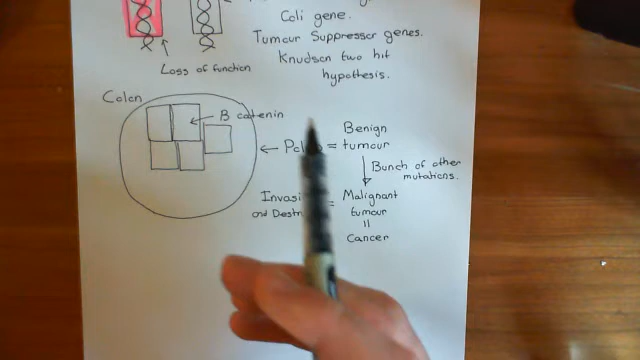 Coli gene.
Tumour Suppressor genes.
Knudson two hit
hypothesis.
Loss of function
Colon
B catenin
= Benign
tumour
Bunch of other
mutations.
= Malignant
tumour
=
Cancer